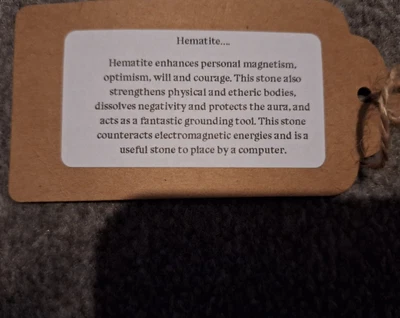 Hematite....
Hematite enhances personal magnetism,
optimism, will and courage. This stone also
strengthens physical and etheric bodies,
dissolves negativity and protects the aura, and
acts as a fantastic grounding tool. This stone
counteracts electromagnetic energies and is a
useful stone to place by a computer.